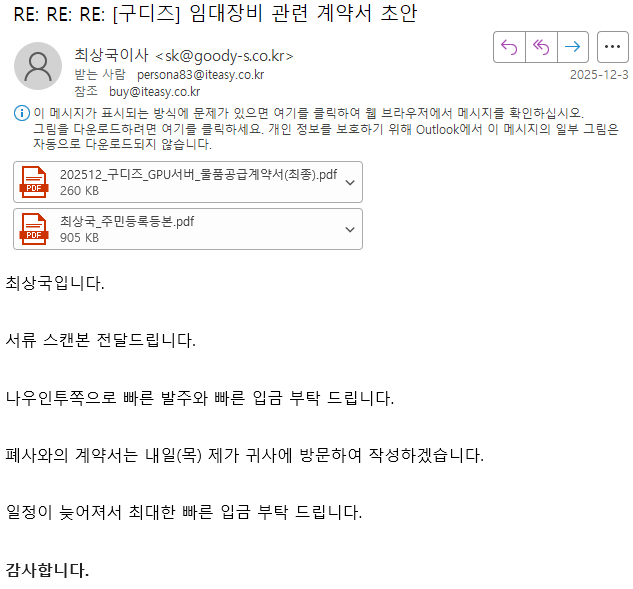 RE: RE: RE: [구디즈] 임대장비 관련 계약서 초안
최상국이사 <sk@goody-s.co.kr>
받는 사람 persona83@iteasy.co.kr
참조 buy@iteasy.co.kr
2025-12-3
이 메시지가 표시되는 방식에 문제가 있으면 여기를 클릭하여 웹 브라우저에서 메시지를 확인하십시오.
그림을 다운로드하려면 여기를 클릭하세요. 개인 정보를 보호하기 위해 Outlook에서 이 메시지의 일부 그림은
자동으로 다운로드되지 않습니다.
PDF
202512_구디즈_GPU서버_물품공급계약서(최종).pdf
260 KB
PDF
최상국_주민등록등본.pdf
905 KB
최상국입니다.
서류 스캔본 전달드립니다.
나우인투쪽으로 빠른 발주와 빠른 입금 부탁 드립니다.
폐사와의 계약서는 내일(목) 제가 귀사에 방문하여 작성하겠습니다.
일정이 늦어져서 최대한 빠른 입금 부탁 드립니다.
감사합니다.